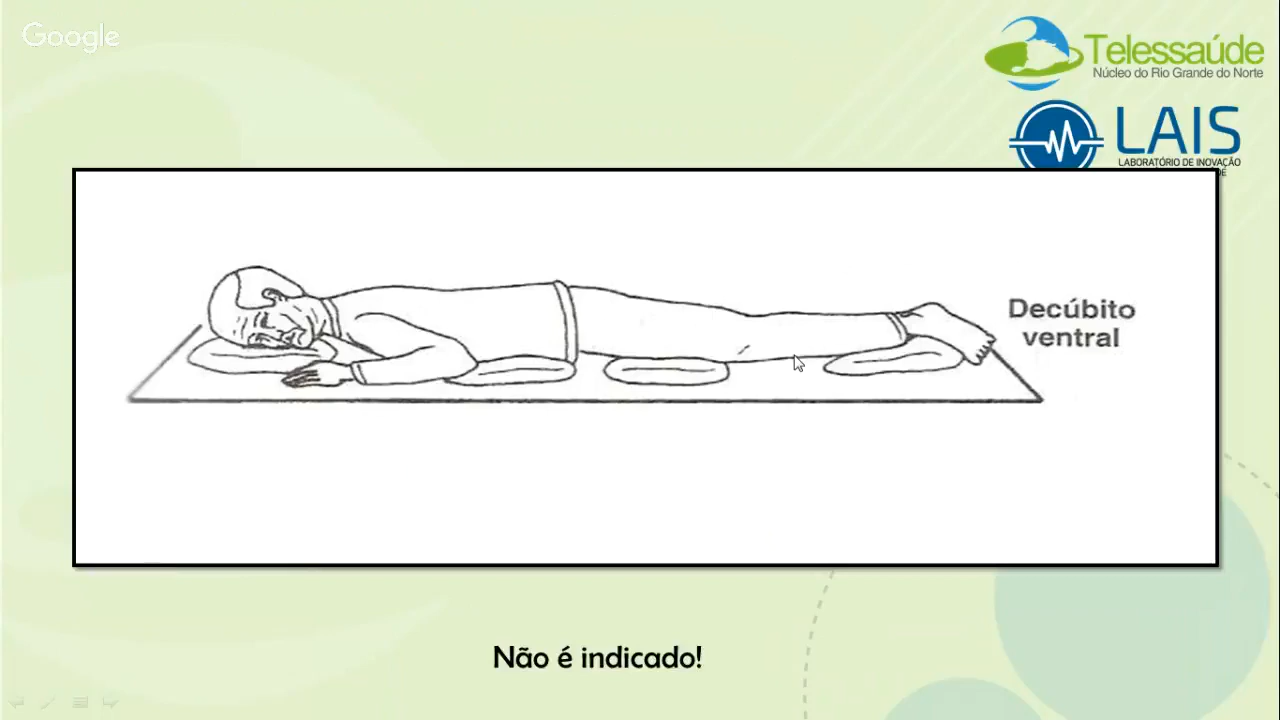 Google
Telessaúde
Núcleo do Rio Grande do Norte
LAIS
LABORATÓRIO DE INOVAÇÃO
Decúbito
ventral
Não é indicado!